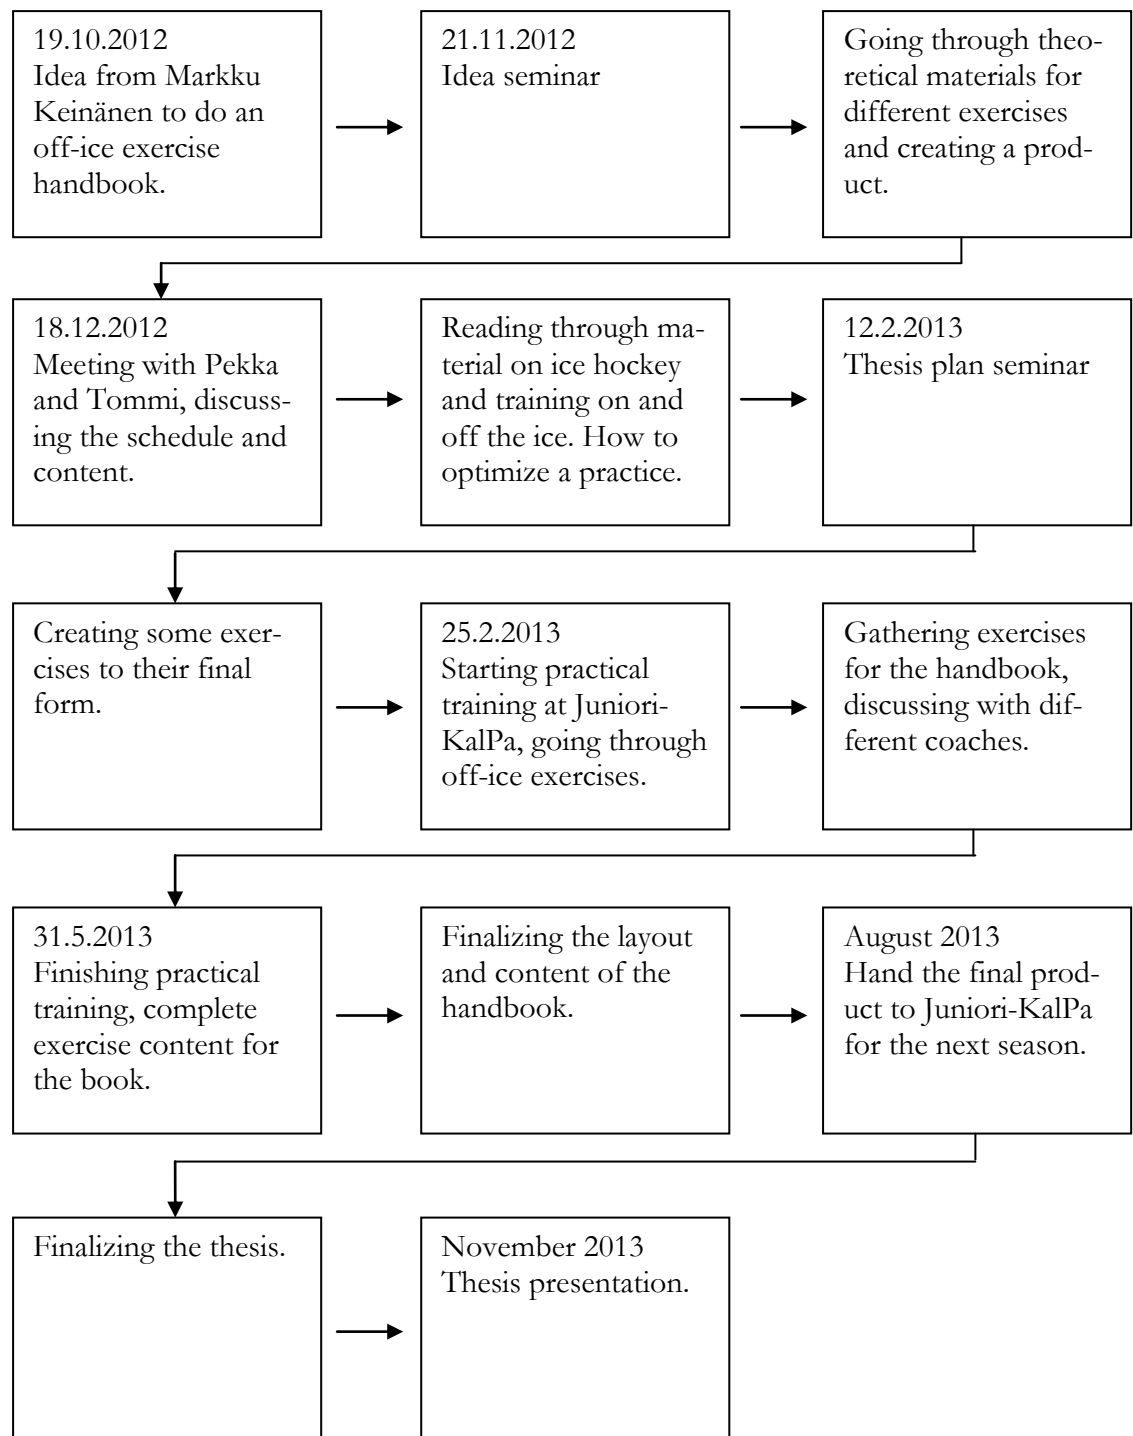 19.10.2012
Idea from Markku
Keinänen to do an
off-ice exercise
handbook.
21.11.2012
Idea seminar
Going through theo-
retical materials for
different exercises
and creating a prod-
uct.
18.12.2012
Meeting with Pekka
and Tommi, discuss-
ing the schedule and
content.
Reading through ma-
terial on ice hockey
and training on and
off the ice. How to
optimize a practice.
12.2.2013
Thesis plan seminar
Creating some exer-
cises to their final
form.
25.2.2013
Starting practical
training at Juniori-
KalPa, going through
off-ice exercises.
Gathering exercises
for the handbook,
discussing with dif-
ferent coaches.
31.5.2013
Finishing practical
training, complete
exercise content for
the book.
Finalizing the layout
and content of the
handbook.
August 2013
Hand the final prod-
uct to Juniori-KalPa
for the next season.
Finalizing the thesis.
November 2013
Thesis presentation.